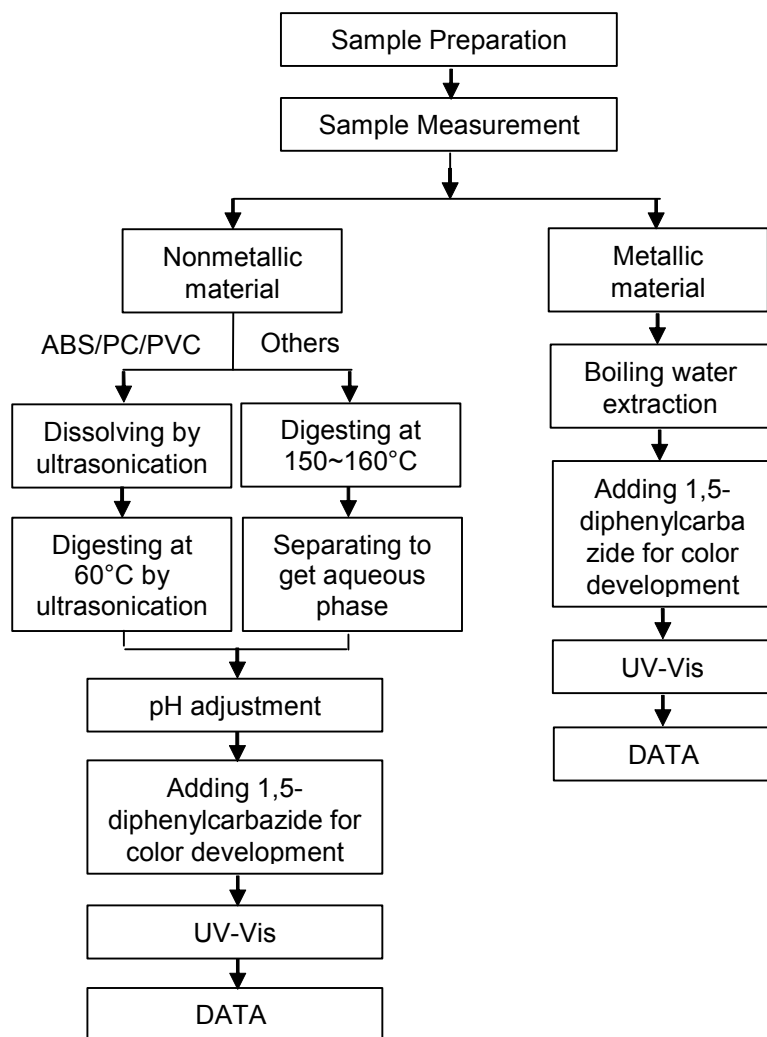 Sample Preparation
Sample Measurement
Nonmetallic
material
ABS/PC/PVC
Others
Dissolving by
ultrasonication
Digesting at
150~160°C
Digesting at
60°C by
ultrasonication
Separating to
get aqueous
phase
pH adjustment
Adding 1,5-
diphenylcarbazide for
color development
UV-Vis
DATA
Metallic
material
Boiling water
extraction
Adding 1,5-
diphenylcarba
zide for color
development
UV-Vis
DATA